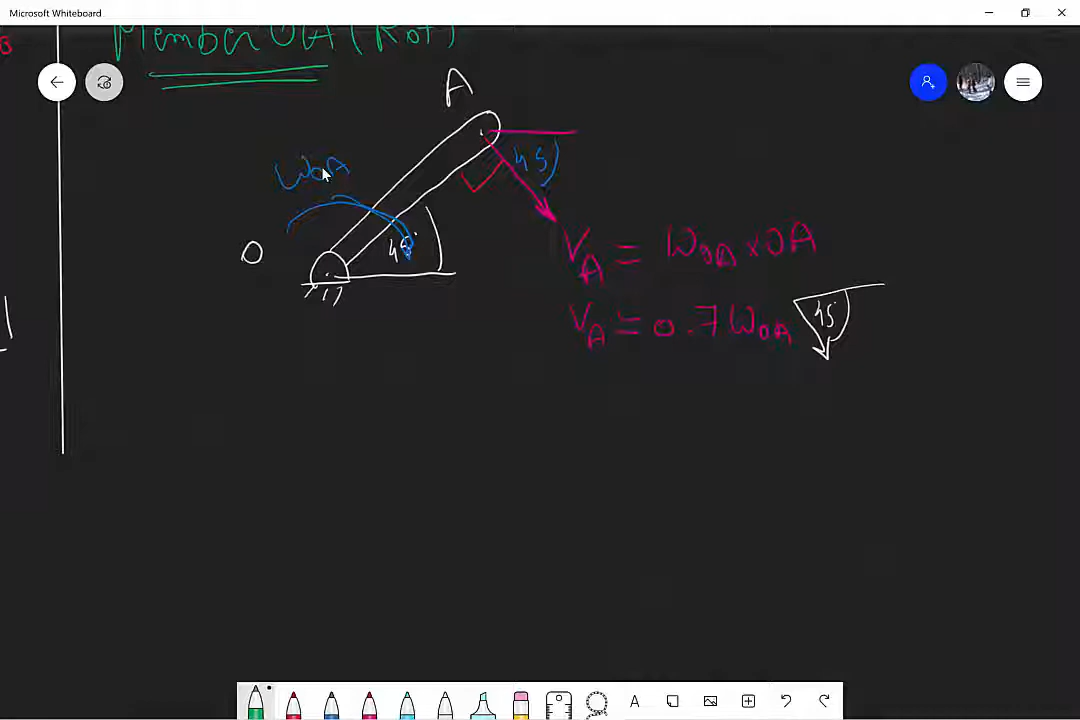 Microsoft Whiteboard
Member OA (Rot)
A
ωOA
45
O
45°
VA = ωOA × OA
VA = 0.7 ωOA 45
A